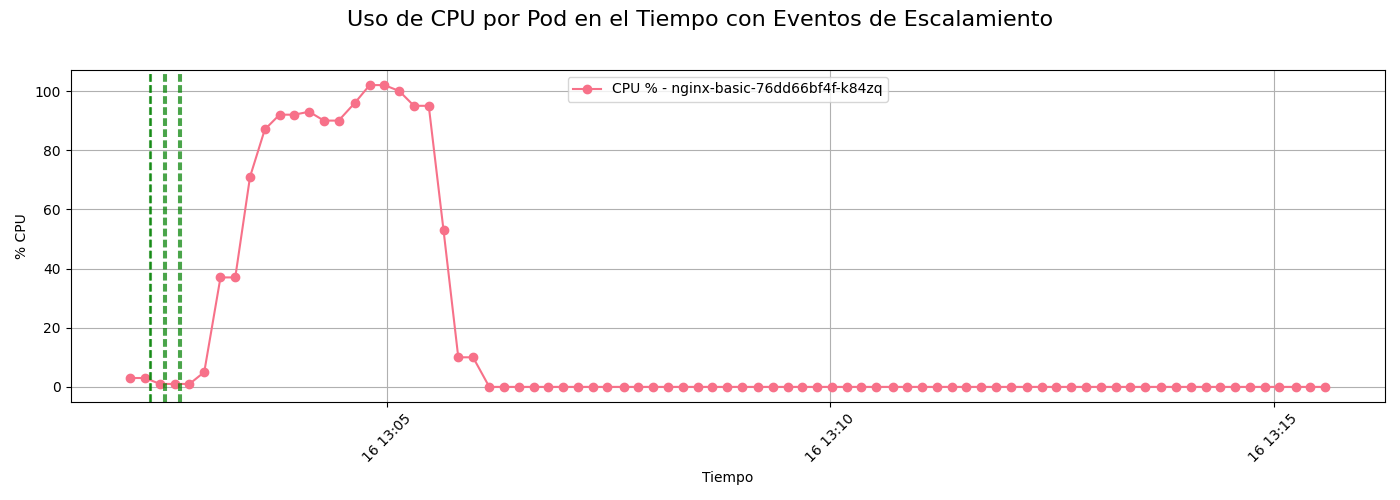 Uso de CPU por Pod en el Tiempo con Eventos de Escalamiento
CPU % - nginx-basic-76dd66bf4f-k84zq
% CPU
100
80
60
40
20
0
16 13:05
16 13:10
16 13:15
Tiempo